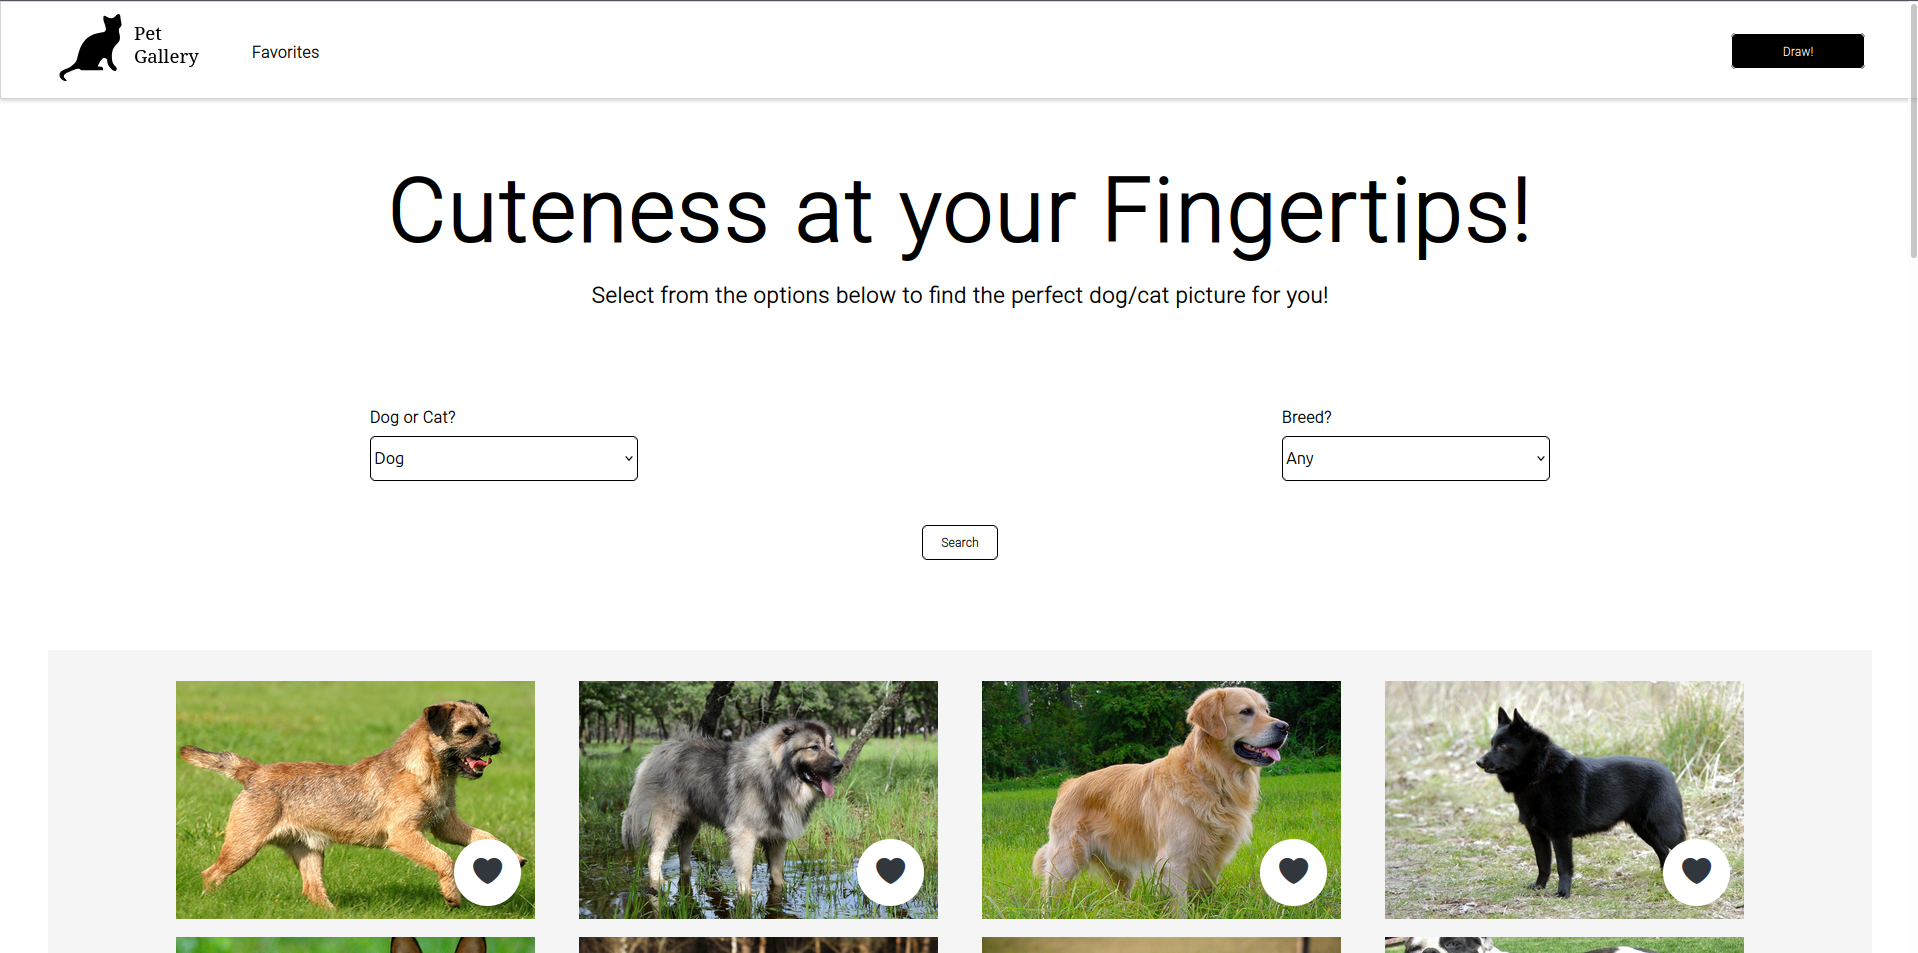 Pet
Gallery
Favorites
Draw!
Cuteness at your Fingertips!
Select from the options below to find the perfect dog/cat picture for you!
Dog or Cat?
Breed?
Dog
Any
Search